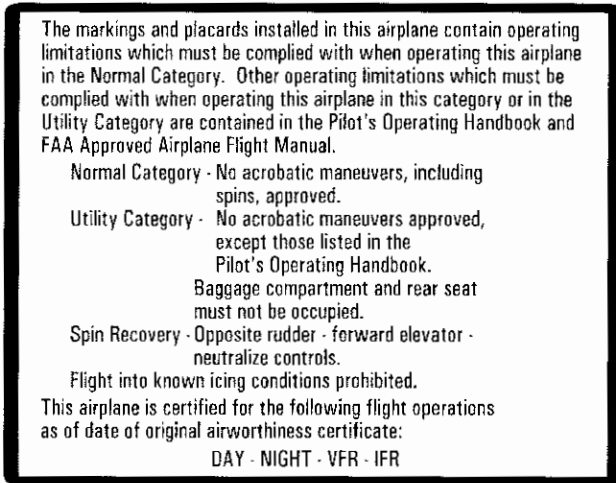 The markings and placards installed in this airplane contain operating
limitations which must be complied with when operating this airplane
in the Normal Category. Other operating limitations which must be
complied with when operating this airplane in this category or in the
Utility Category are contained in the Pilot's Operating Handbook and
FAA Approved Airplane Flight Manual.
Normal Category - No acrobatic maneuvers, including
spins, approved.
Utility Category - No acrobatic maneuvers approved,
except those listed in the
Pilot's Operating Handbook.
Baggage compartment and rear seat
must not be occupied.
Spin Recovery - Opposite rudder - forward elevator -
neutralize controls.
Flight into known icing conditions prohibited.
This airplane is certified for the following flight operations
as of date of original airworthiness certificate:
DAY - NIGHT - VFR - IFR